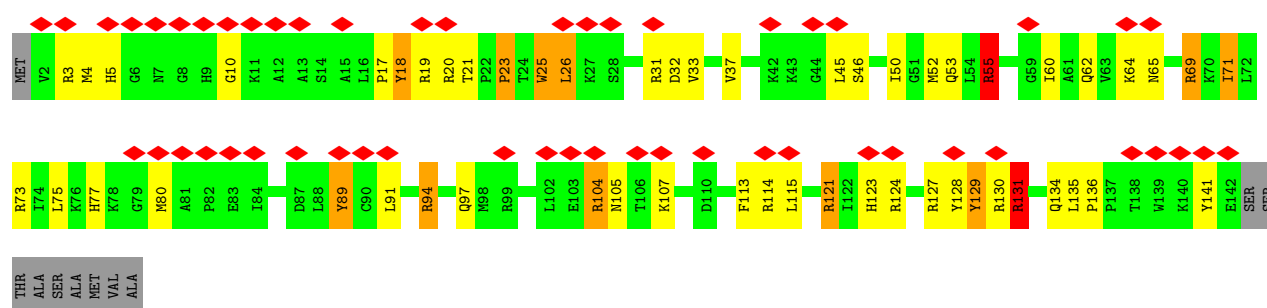 MET V2 R3 M4 H5 G6 N7 G8 H9 G10 K11 A12 A13 S14 A15 L16 P17 Y18 R19 R20 T21 P22 P23 T24 W25 L26 K27 S28 R31 D32 V33 V37 K42 K43 G44 L45 S46 I50 G51 M52 Q53 L54 R55 G59 I60 A61 Q62 V63 K64 N65 R69 K70 I71 L72
R73 I74 L75 K76 H77 K78 G79 M80 A81 P82 E83 I84 D87 L88 Y89 C90 L91 R94 Q97 M98 R99 L102 E103 R104 N105 T106 K107 D110 F113 R114 L115 R121 I122 H123 R124 R127 Y128 Y129 R130 R131 Q134 L135 P136 P137 T138 W139 K140 Y141 E142 SER SER
THR ALA SER ALA MET VAL ALA